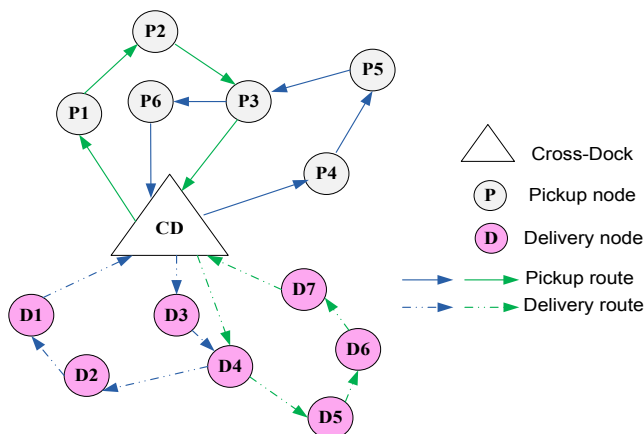 P2
P5
P6
P3
P1
P4
CD
D7
D1
D3
D6
D4
D2
D5
Cross-Dock
P
Pickup node
D
Delivery node
Pickup route
Delivery route